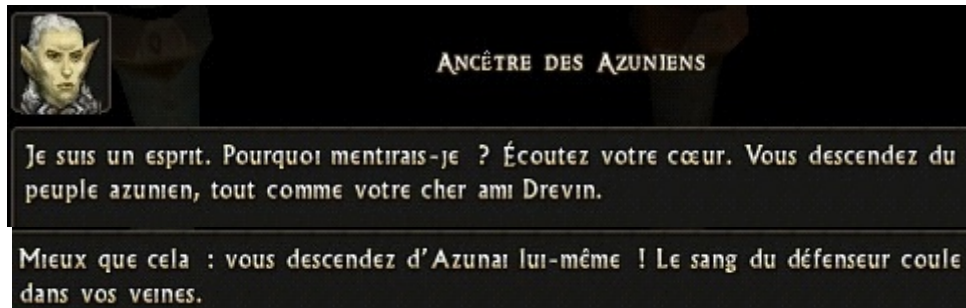 Ancêtre des Azuniens
Je suis un esprit. Pourquoi mentirais-je ? Écoutez votre cœur. Vous descendez du
peuple azunien, tout comme votre cher ami Drevin.
Mieux que cela : vous descendez d'Azunai lui-même ! Le sang du défenseur coule
dans vos veines.